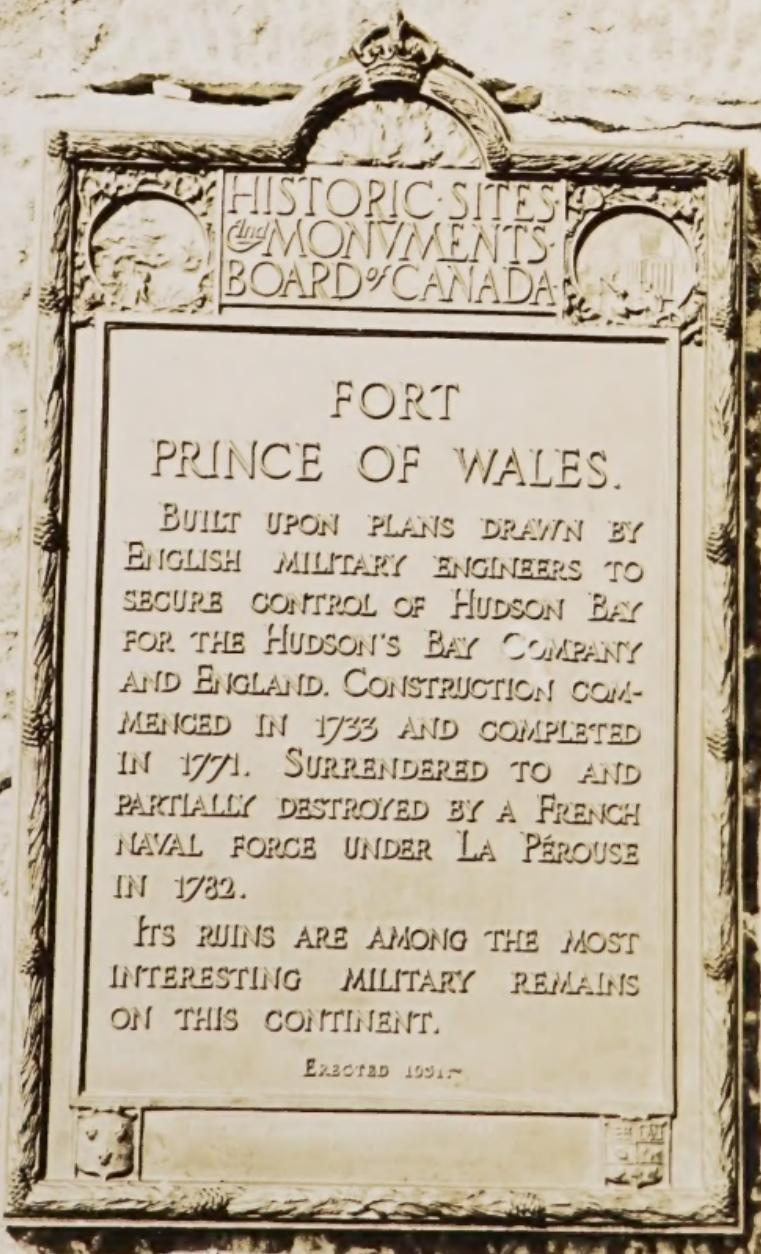 HISTORIC·SITES·
And MONVMENTS·
BOARD of CANADA
FORT
PRINCE OF WALES.
BUILT UPON PLANS DRAWN BY
ENGLISH MILITARY ENGINEERS TO
SECURE CONTROL OF HUDSON BAY
FOR THE HUDSON'S BAY COMPANY
AND ENGLAND. CONSTRUCTION COM-
MENCED IN 1733 AND COMPLETED
IN 1771. SURRENDERED TO AND
PARTIALLY DESTROYED BY A FRENCH
NAVAL FORCE UNDER LA PÉROUSE
IN 1782.
ITS RUINS ARE AMONG THE MOST
INTERESTING MILITARY REMAINS
ON THIS CONTINENT.
ERECTED